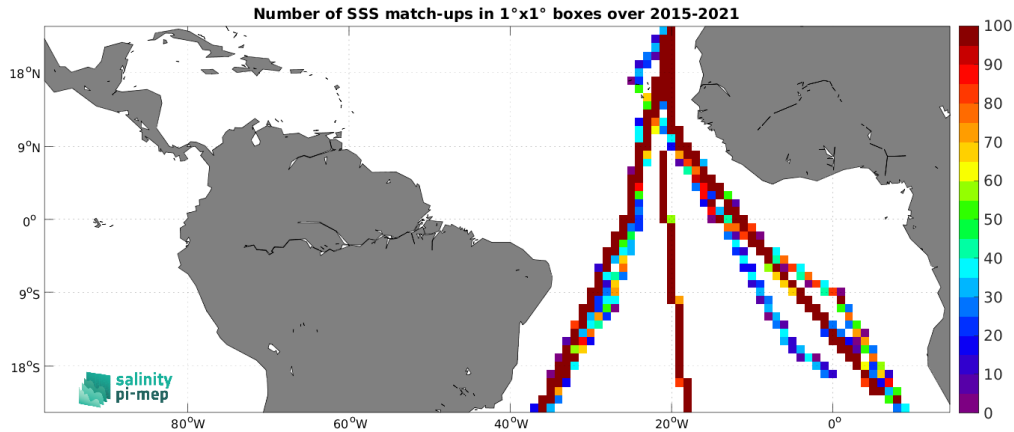 Number of SSS match-ups in 1°x1° boxes over 2015-2021
18°N
9°N
0°
9°S
18°S
80°W
60°W
40°W
20°W
0°
100
90
80
70
60
50
40
30
20
10
0
salinity
pi-mep